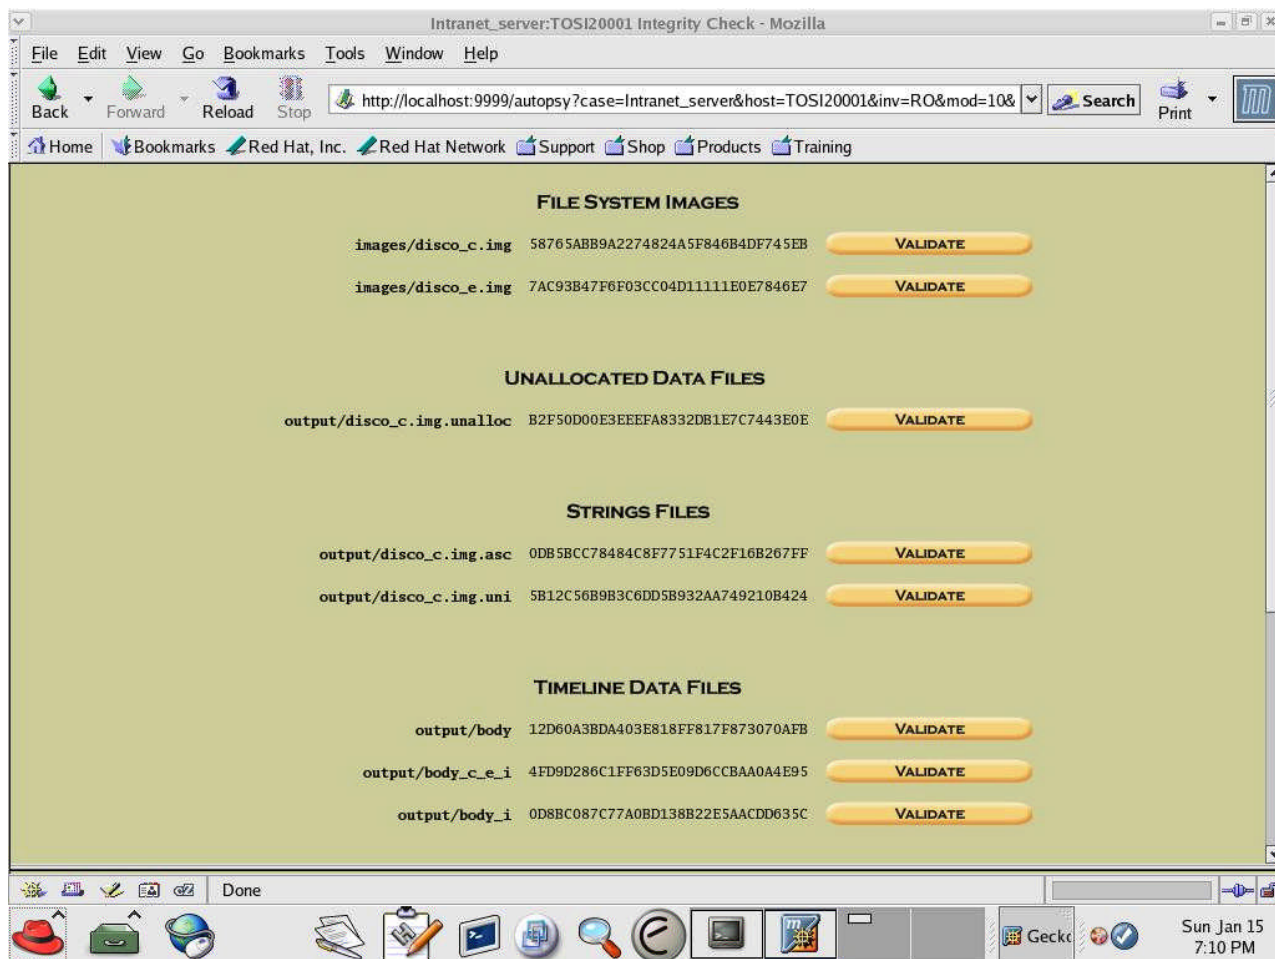 Intranet_server:TOSI20001 Integrity Check - Mozilla
File Edit View Go Bookmarks Tools Window Help
Back Forward Reload Stop http://localhost:9999/autopsy?case=Intranet_server&host=TOSI20001&inv=RO&mod=10& Search Print
Home Bookmarks Red Hat, Inc. Red Hat Network Support Shop Products Training
FILE SYSTEM IMAGES
images/disco_c.img 58765ABB9A2274824A5F846B4DF745EB VALIDATE
images/disco_e.img 7AC93B47F6F03CC04D11111E0E7846E7 VALIDATE
UNALLOCATED DATA FILES
output/disco_c.img.unalloc B2F50D00E3EEEFA8332DB1E7C7443E0E VALIDATE
STRINGS FILES
output/disco_c.img.asc 0DB5BCC78484C8F7751F4C2F16B267FF VALIDATE
output/disco_c.img.uni 5B12C56B9B3C6DD5B932AA749210B424 VALIDATE
TIMELINE DATA FILES
output/body 12D60A3BDA403E818FF817F873070AFB VALIDATE
output/body_c_e_i 4FD9D286C1FF63D5E09D6CCBAA0A4E95 VALIDATE
output/body_i 0D8BC087C77A0BD138B22E5AACDD635C VALIDATE
Done
Gecko Sun Jan 15
7:10 PM